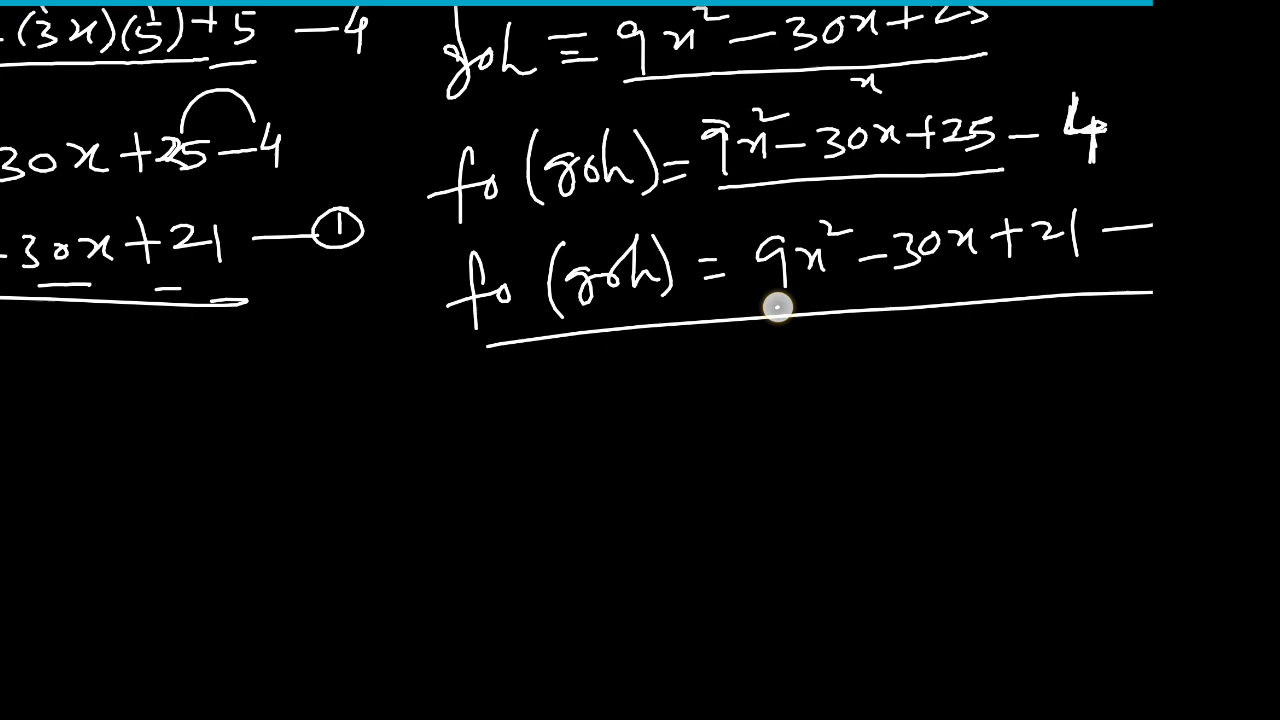 (3x)(5) + 5 - 4
30x + 25 - 4
- 30x + 21 — ①
goh = 9x² - 30x + 25
x
fo(goh) = 9x² - 30x + 25 - 4
fo(goh) = 9x² - 30x + 21 —